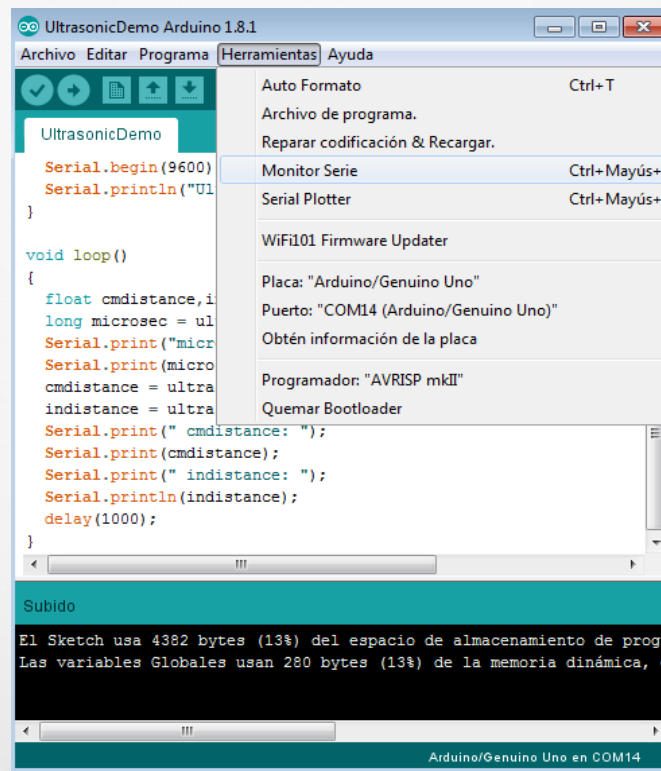 UltrasonicDemo Arduino 1.8.1
Archivo Editar Programa Herramientas Ayuda
Auto Formato Ctrl+T
Archivo de programa.
Reparar codificación & Recargar.
Monitor Serie Ctrl+Mayús+
Serial Plotter Ctrl+Mayús+
WiFi101 Firmware Updater
Placa: "Arduino/Genuino Uno"
Puerto: "COM14 (Arduino/Genuino Uno)"
Obtén información de la placa
Programador: "AVRISP mkII"
Quemar Bootloader
UltrasonicDemo
Serial.begin(9600)
Serial.println("Ul
}
void loop()
{
float cmdistance,i
long microsec = ul
Serial.print("micr
Serial.print(micro
cmdistance = ultra
indistance = ultra
Serial.print(" cmdistance: ");
Serial.print(cmdistance);
Serial.print(" indistance: ");
Serial.println(indistance);
delay(1000);
}
Subido
El Sketch usa 4382 bytes (13%) del espacio de almacenamiento de prog
Las variables Globales usan 280 bytes (13%) de la memoria dinámica,
Arduino/Genuino Uno en COM14